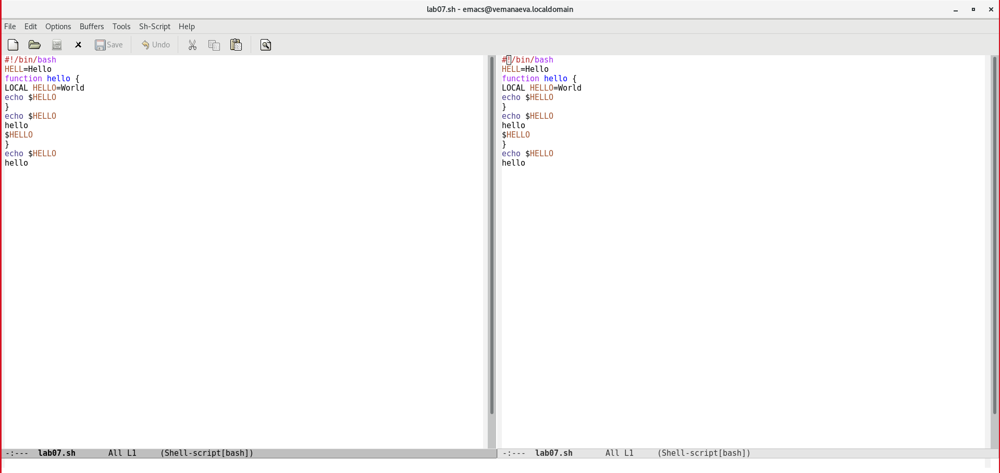 lab07.sh - emacs@vemanaeva.localdomain
File Edit Options Buffers Tools Sh-Script Help
Save Undo
#!/bin/bash
HELL=Hello
function hello {
LOCAL HELLO=World
echo $HELLO
}
echo $HELLO
hello
$HELLO
}
echo $HELLO
hello
-:--- lab07.sh All L1 (Shell-script[bash])
#!/bin/bash
HELL=Hello
function hello {
LOCAL HELLO=World
echo $HELLO
}
echo $HELLO
hello
$HELLO
}
echo $HELLO
hello
-:--- lab07.sh All L1 (Shell-script[bash])